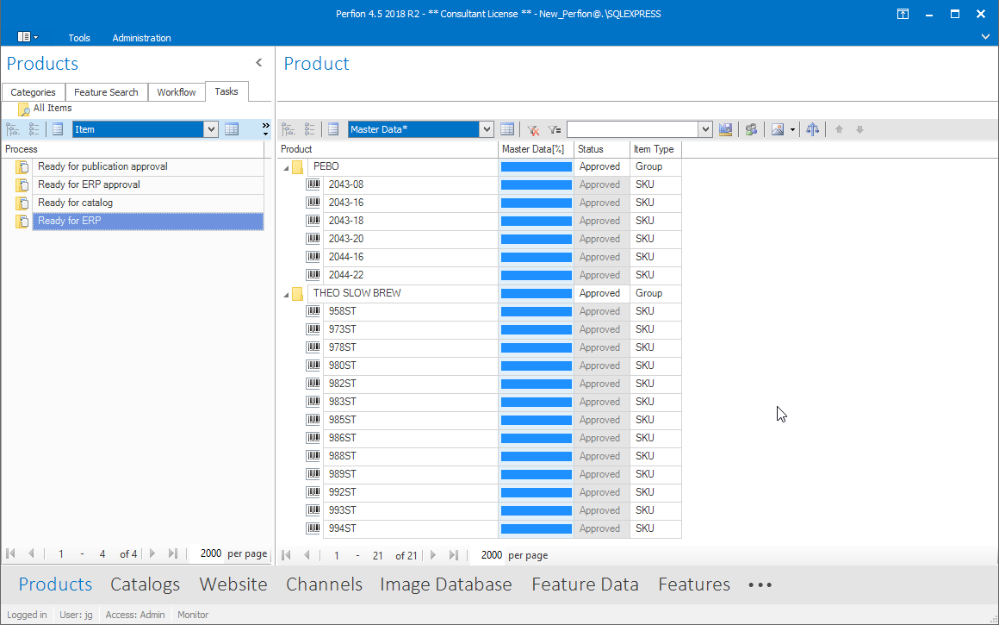 Perfion 4.5 2018 R2 - ** Consultant License ** - New_Perfion@.\SQLEXPRESS
Tools Administration
Products Product
Categories Feature Search Workflow Tasks
All Items
Item Master Data*
Process Product Master Data[%] Status Item Type
Ready for publication approval PEBO Approved Group
Ready for ERP approval 2043-08 Approved SKU
Ready for catalog 2043-16 Approved SKU
Ready for ERP 2043-18 Approved SKU
2043-20 Approved SKU
2044-16 Approved SKU
2044-22 Approved SKU
THEO SLOW BREW Approved Group
958ST Approved SKU
973ST Approved SKU
978ST Approved SKU
980ST Approved SKU
982ST Approved SKU
983ST Approved SKU
985ST Approved SKU
986ST Approved SKU
988ST Approved SKU
989ST Approved SKU
992ST Approved SKU
993ST Approved SKU
994ST Approved SKU
1 - 4 of 4 2000 per page 1 - 21 of 21 2000 per page
Products Catalogs Website Channels Image Database Feature Data Features •••
Logged in User: jg Access: Admin Monitor